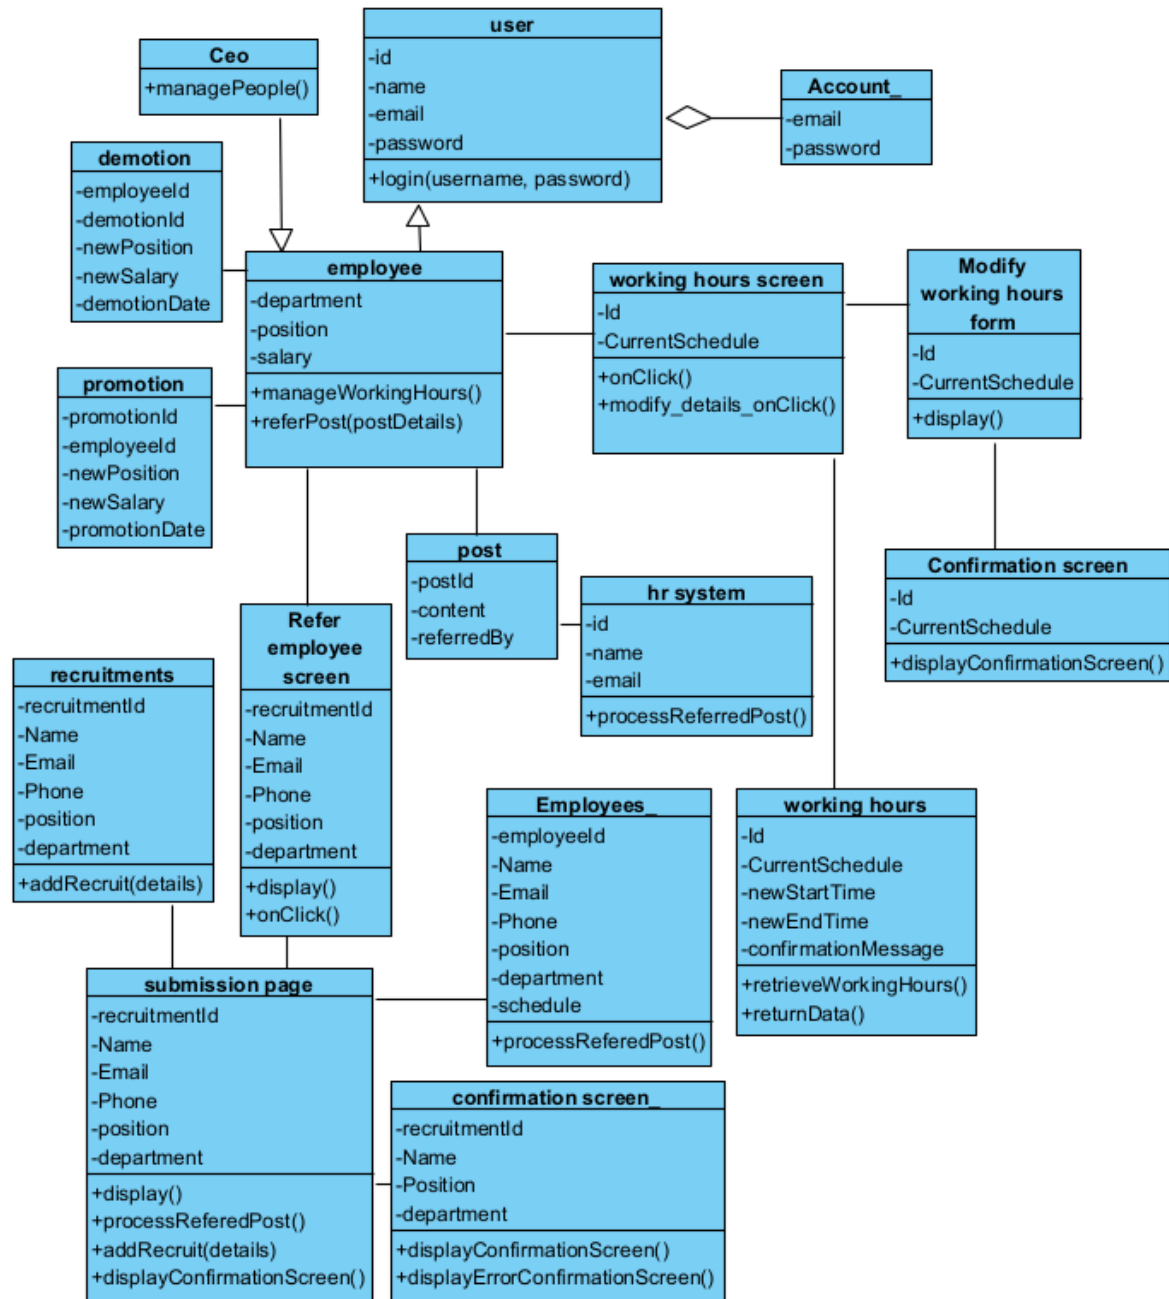 Ceo
+managePeople()
user
-id
-name
-email
-password
+login(username, password)
Account_
-email
-password
demotion
-employeeId
-demotionId
-newPosition
-newSalary
-demotionDate
employee
-department
-position
-salary
+manageWorkingHours()
+referPost(postDetails)
working hours screen
-Id
-CurrentSchedule
+onClick()
+modify_details_onClick()
Modify
working hours
form
-Id
-CurrentSchedule
+display()
promotion
-promotionId
-employeeId
-newPosition
-newSalary
-promotionDate
post
-postId
-content
-referredBy
hr system
-id
-name
-email
+processReferredPost()
Confirmation screen
-Id
-CurrentSchedule
+displayConfirmationScreen()
recruitments
-recruitmentId
-Name
-Email
-Phone
-position
-department
+addRecruit(details)
Refer
employee
screen
-recruitmentId
-Name
-Email
-Phone
-position
-department
+display()
+onClick()
Employees_
-employeeId
-Name
-Email
-Phone
-position
-department
-schedule
+processReferedPost()
working hours
-Id
-CurrentSchedule
-newStartTime
-newEndTime
-confirmationMessage
+retrieveWorkingHours()
+returnData()
submission page
-recruitmentId
-Name
-Email
-Phone
-position
-department
+display()
+processReferedPost()
+addRecruit(details)
+displayConfirmationScreen()
confirmation screen_
-recruitmentId
-Name
-Position
-department
+displayConfirmationScreen()
+displayErrorConfirmationScreen()